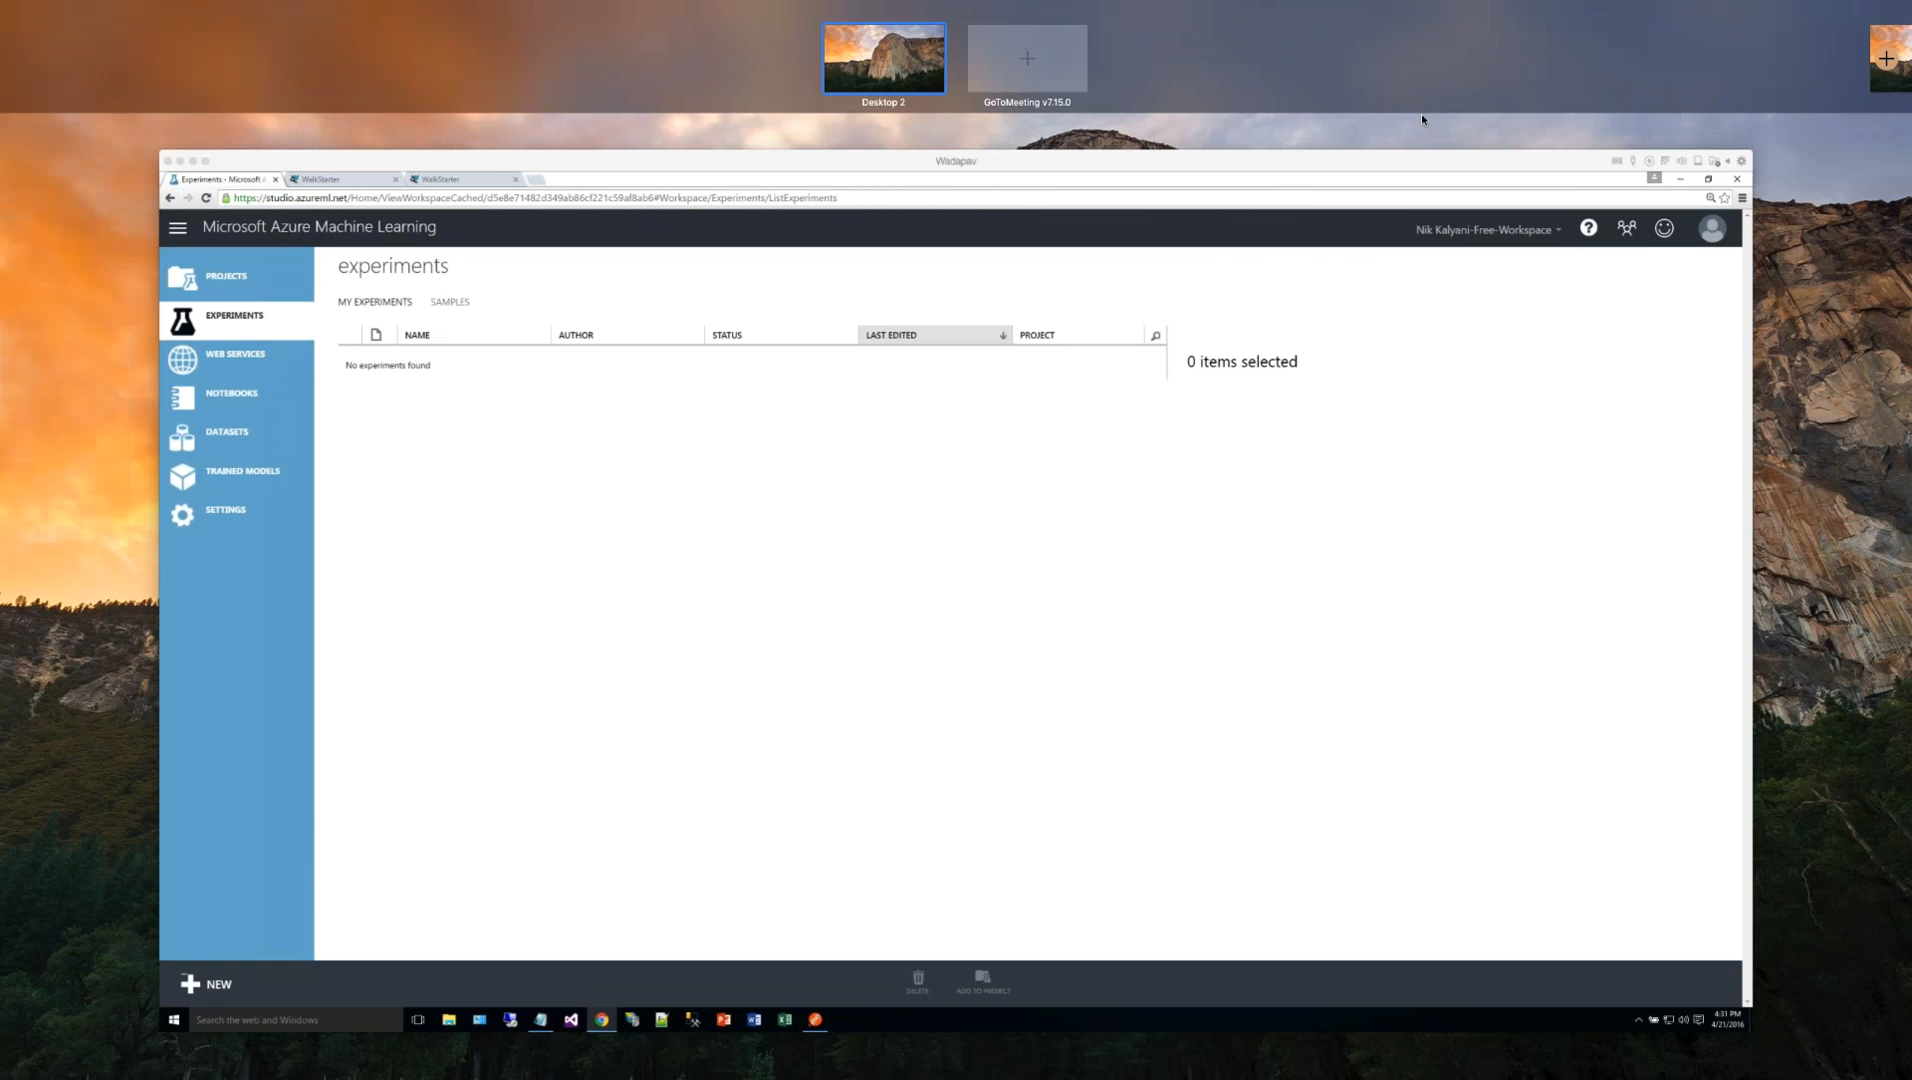 Desktop 2
GoToMeeting v7.15.0
Wadapav
Experiments - Microsoft A
WalkStarter
WalkStarter
https://studio.azureml.net/Home/ViewWorkspaceCached/d5e8e71482d349ab86cf221c59af8ab6#Workspace/Experiments/ListExperiments
Microsoft Azure Machine Learning
Nik Kalyani-Free-Workspace
PROJECTS
EXPERIMENTS
WEB SERVICES
NOTEBOOKS
DATASETS
TRAINED MODELS
SETTINGS
experiments
MY EXPERIMENTS SAMPLES
NAME AUTHOR STATUS LAST EDITED PROJECT
No experiments found
0 items selected
NEW
DELETE
ADD TO PROJECT
Search the web and Windows
4:31 PM
4/21/2016